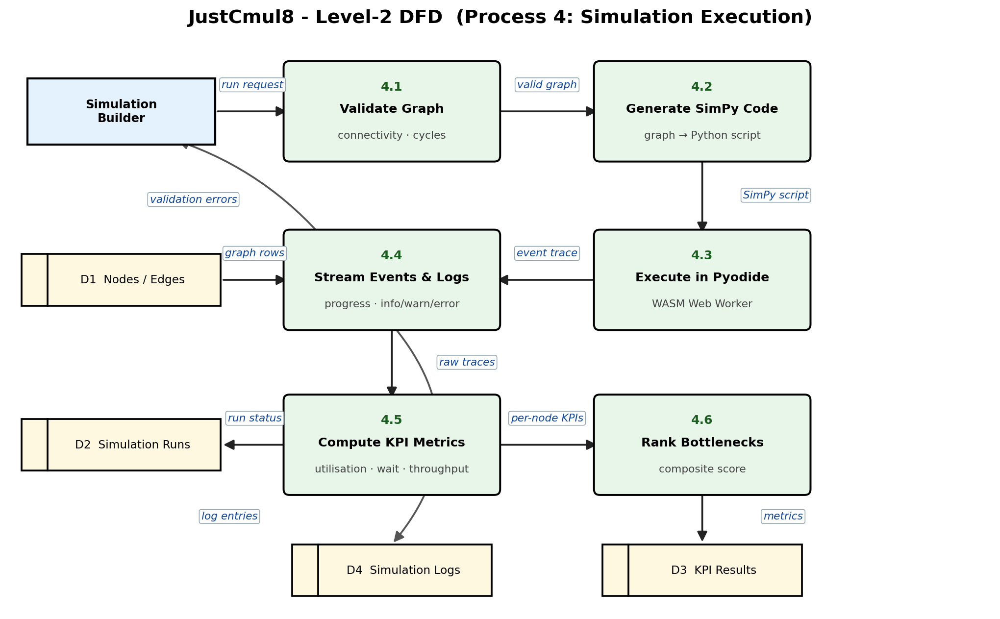 JustCmul8 - Level-2 DFD  (Process 4: Simulation Execution)
Simulation
Builder
run request
4.1
Validate Graph
connectivity · cycles
valid graph
4.2
Generate SimPy Code
graph → Python script
validation errors
SimPy script
D1  Nodes / Edges
graph rows
4.4
Stream Events & Logs
progress · info/warn/error
event trace
4.3
Execute in Pyodide
WASM Web Worker
raw traces
D2  Simulation Runs
run status
4.5
Compute KPI Metrics
utilisation · wait · throughput
per-node KPIs
4.6
Rank Bottlenecks
composite score
log entries
metrics
D4  Simulation Logs
D3  KPI Results